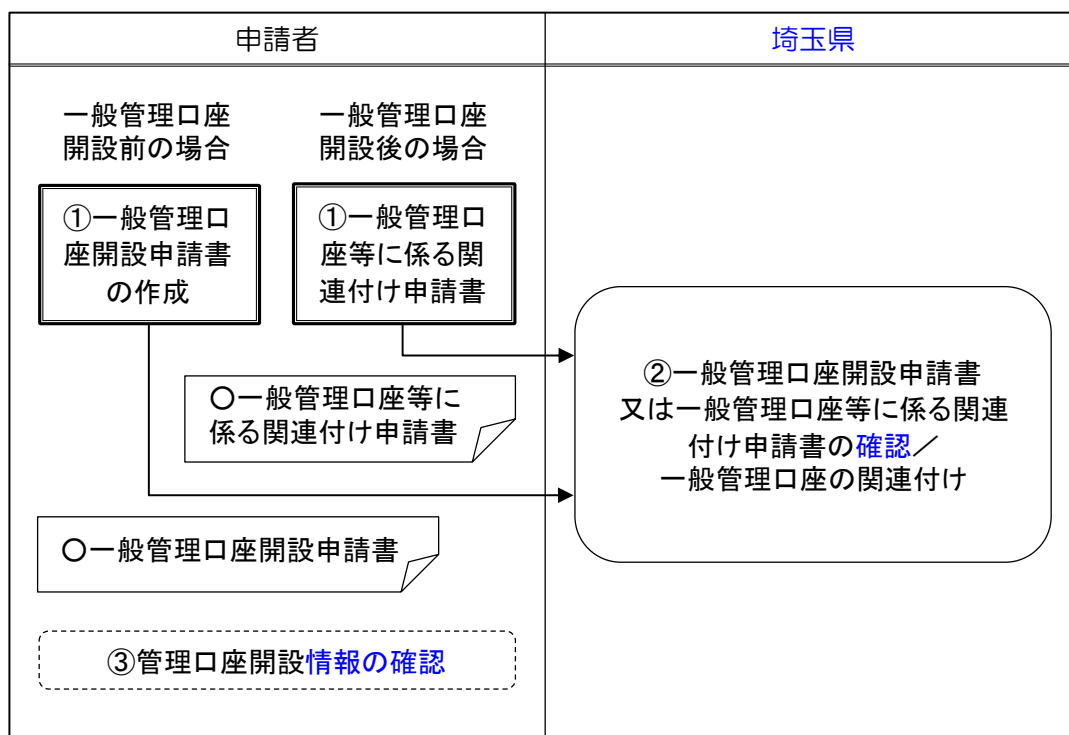 申請者
埼玉県
一般管理口座
開設前の場合
一般管理口座
開設後の場合
①一般管理口
座開設申請書
の作成
①一般管理口
座等に係る関
連付け申請書
②一般管理口座開設申請書
又は一般管理口座等に係る関連
付け申請書の確認／
一般管理口座の関連付け
〇一般管理口座等に
係る関連付け申請書
〇一般管理口座開設申請書
③管理口座開設情報の確認